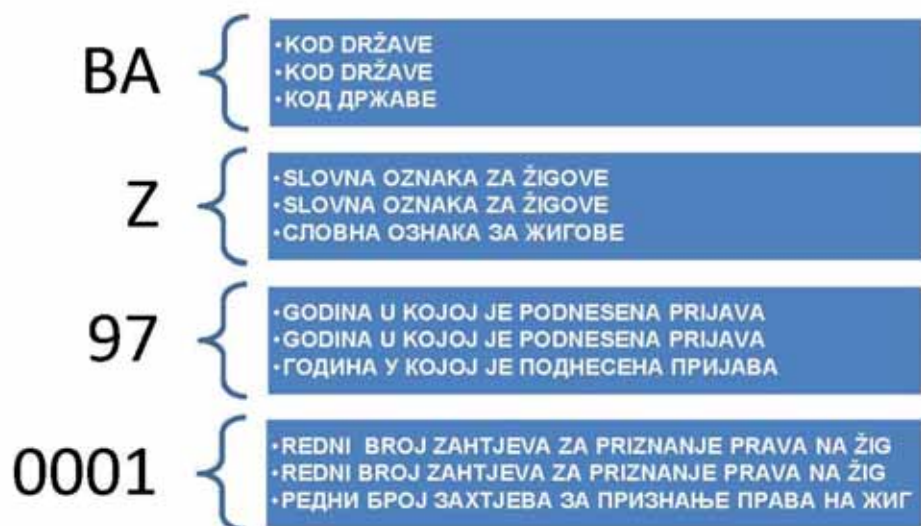 BA
•KOD DRŽAVE
•KOD DRŽAVE
•КОД ДРЖАВЕ
Z
•SLOVNA OZNAKA ZA ŽIGOVE
•SLOVNA OZNAKA ZA ŽIGOVE
•СЛОВНА ОЗНАКА ЗА ЖИГОВЕ
97
•GODINA U KOJOJ JE PODNESENA PRIJAVA
•GODINA U KOJOJ JE PODNESENA PRIJAVA
•ГОДИНА У КОЈОЈ ЈЕ ПОДНЕСЕНА ПРИЈАВА
0001
•REDNI BROJ ZAHTJEVA ZA PRIZNANJE PRAVA NA ŽIG
•REDNI BROJ ZAHTJEVA ZA PRIZNANJE PRAVA NA ŽIG
•РЕДНИ БРОЈ ЗАХТЈЕВА ЗА ПРИЗНАЊЕ ПРАВА НА ЖИГ